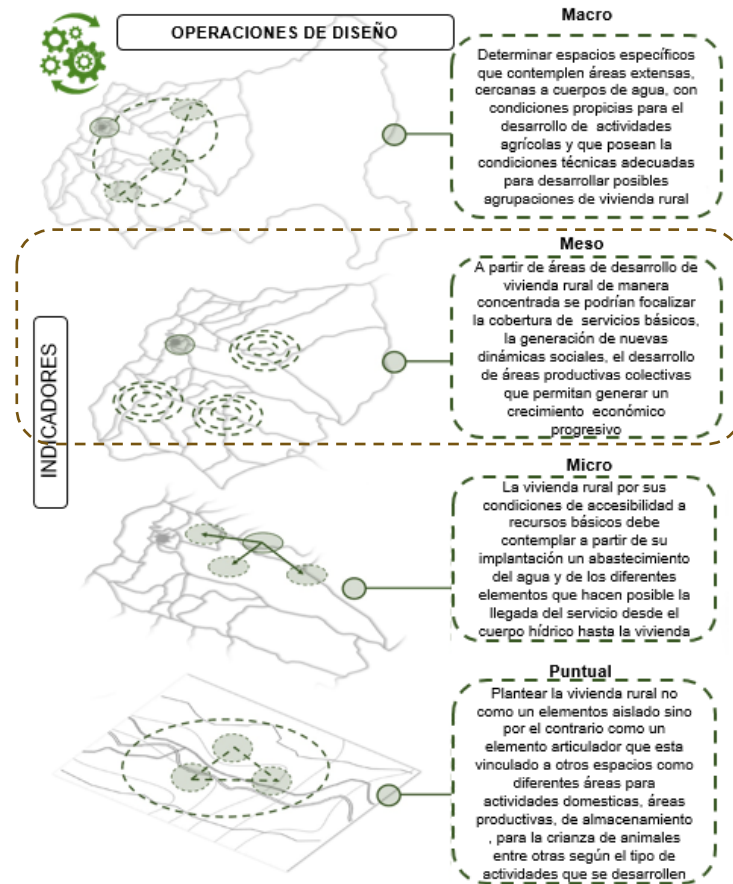 OPERACIONES DE DISEÑO
Macro
Determinar espacios específicos
que contemplen áreas extensas,
cercanas a cuerpos de agua, con
condiciones propicias para el
desarrollo de actividades
agrícolas y que posean la
condiciones técnicas adecuadas
para desarrollar posibles
agrupaciones de vivienda rural
INDICADORES
Meso
A partir de áreas de desarrollo de
vivienda rural de manera
concentrada se podrían focalizar
la cobertura de servicios básicos,
la generación de nuevas
dinámicas sociales, el desarrollo
de áreas productivas colectivas
que permitan generar un
crecimiento económico
progresivo
Micro
La vivienda rural por sus
condiciones de accesibilidad a
recursos básicos debe
contemplar a partir de su
implantación un abastecimiento
del agua y de los diferentes
elementos que hacen posible la
llegada del servicio desde el
cuerpo hídrico hasta la vivienda
Puntual
Plantear la vivienda rural no
como un elementos aislado sino
por el contrario como un
elemento articulador que esta
vinculado a otros espacios como
diferentes áreas para
actividades domesticas, áreas
productivas, de almacenamiento
, para la crianza de animales
entre otras según el tipo de
actividades que se desarrollen